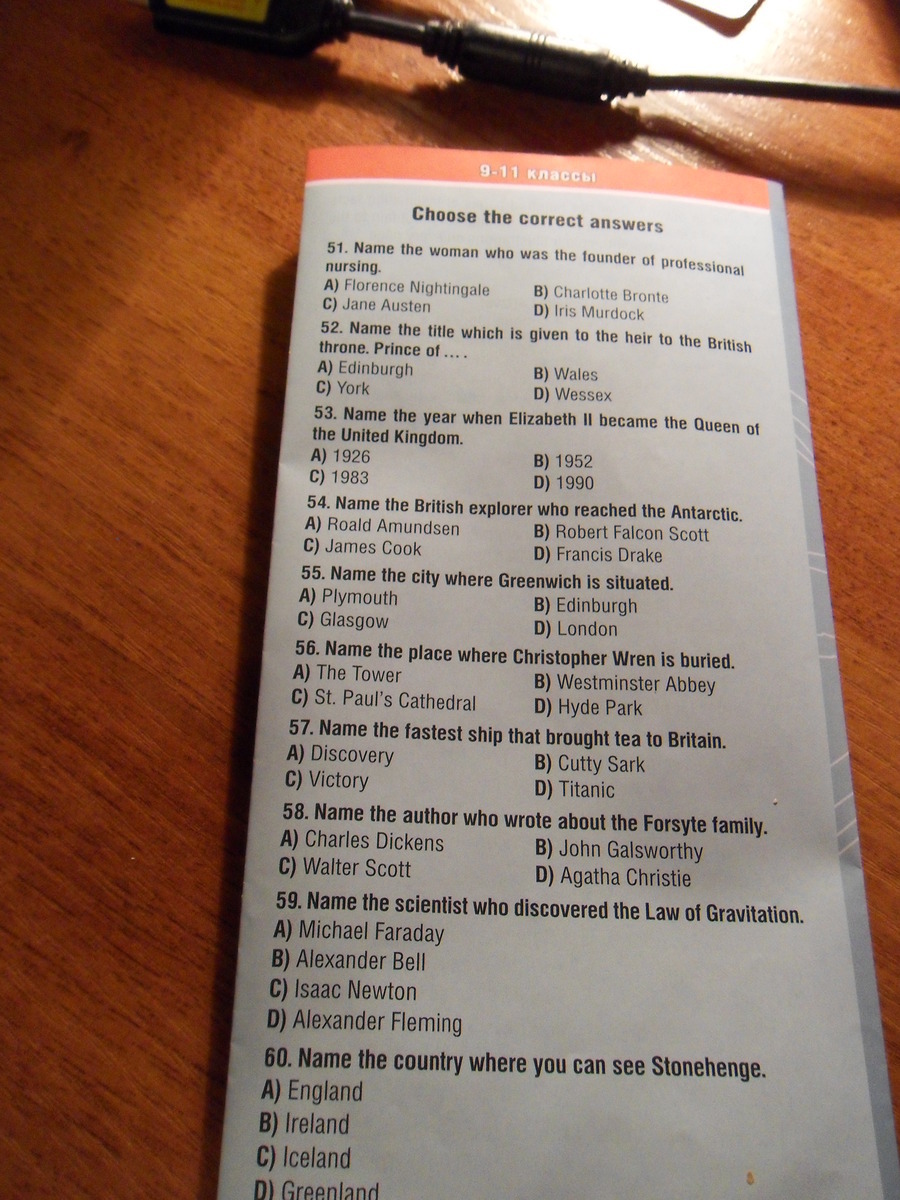 9-11 классы
Choose the correct answers
51. Name the woman who was the founder of professional
nursing.
A) Florence Nightingale B) Charlotte Bronte
C) Jane Austen D) Iris Murdock
52. Name the title which is given to the heir to the British
throne. Prince of ....
A) Edinburgh B) Wales
C) York D) Wessex
53. Name the year when Elizabeth II became the Queen of
the United Kingdom.
A) 1926 B) 1952
C) 1983 D) 1990
54. Name the British explorer who reached the Antarctic.
A) Roald Amundsen B) Robert Falcon Scott
C) James Cook D) Francis Drake
55. Name the city where Greenwich is situated.
A) Plymouth B) Edinburgh
C) Glasgow D) London
56. Name the place where Christopher Wren is buried.
A) The Tower B) Westminster Abbey
C) St. Paul's Cathedral D) Hyde Park
57. Name the fastest ship that brought tea to Britain.
A) Discovery B) Cutty Sark
C) Victory D) Titanic
58. Name the author who wrote about the Forsyte family.
A) Charles Dickens B) John Galsworthy
C) Walter Scott D) Agatha Christie
59. Name the scientist who discovered the Law of Gravitation.
A) Michael Faraday
B) Alexander Bell
C) Isaac Newton
D) Alexander Fleming
60. Name the country where you can see Stonehenge.
A) England
B) Ireland
C) Iceland
D) Greenland